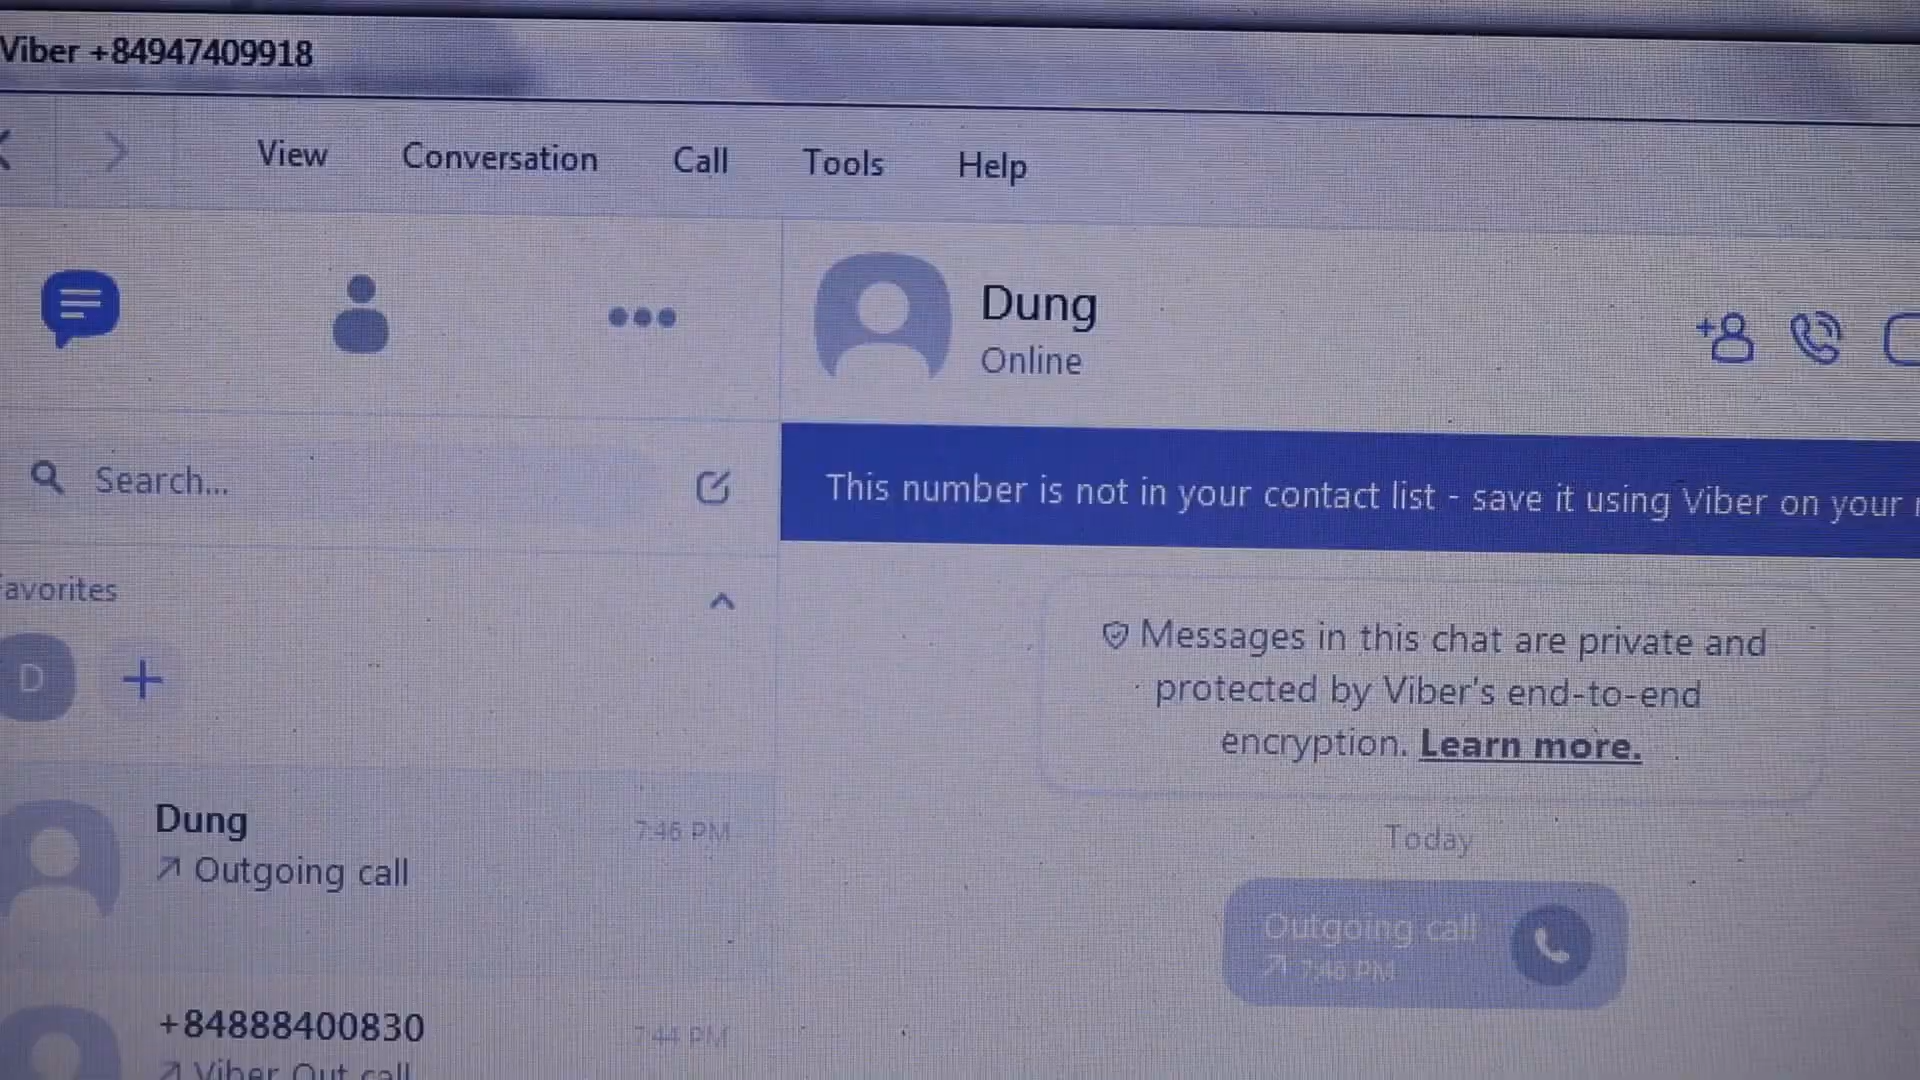 Viber +84947409918
View Conversation Call Tools Help
Dung
Online
Search...
This number is not in your contact list - save it using Viber on your
avorites
D
Messages in this chat are private and
protected by Viber's end-to-end
encryption. Learn more.
Dung
7:46 PM
Outgoing call
Today
Outgoing call
7:46 PM
+84888400830
7:44 PM
Viber Out call